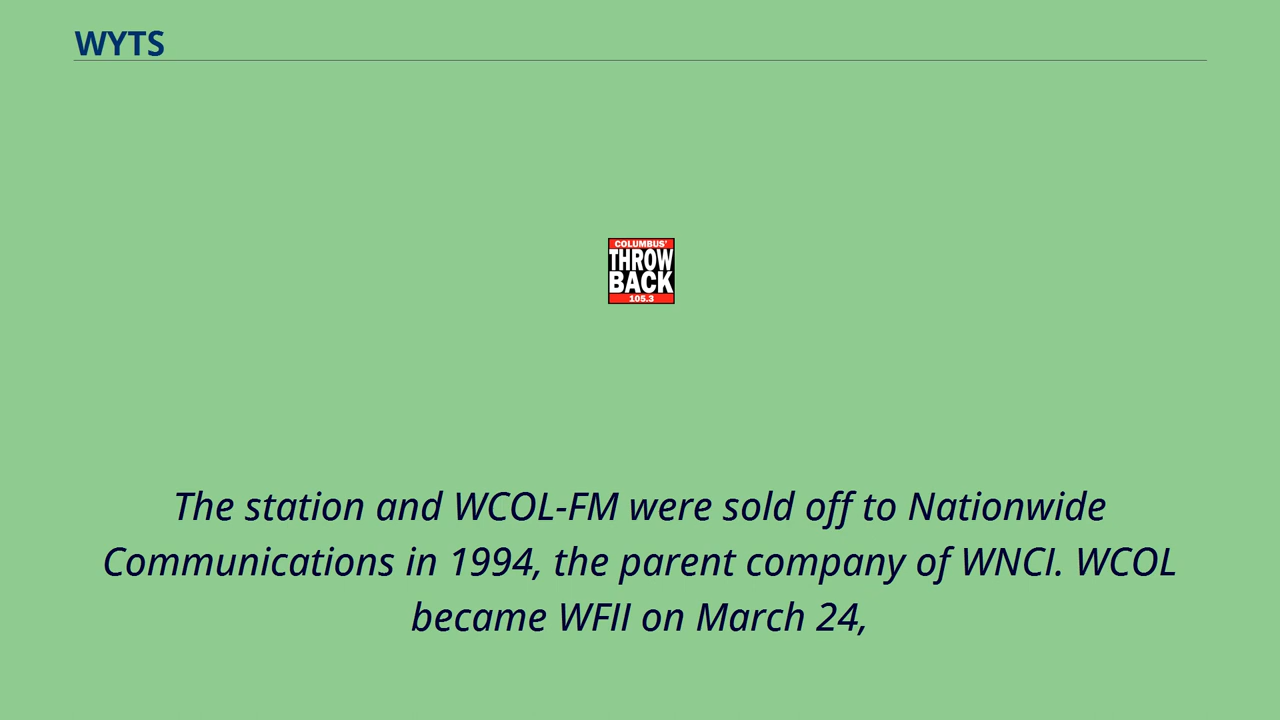 WYTS
COLUMBUS'
THROW
BACK
105.3
The station and WCOL-FM were sold off to Nationwide
Communications in 1994, the parent company of WNCI. WCOL
became WFII on March 24,